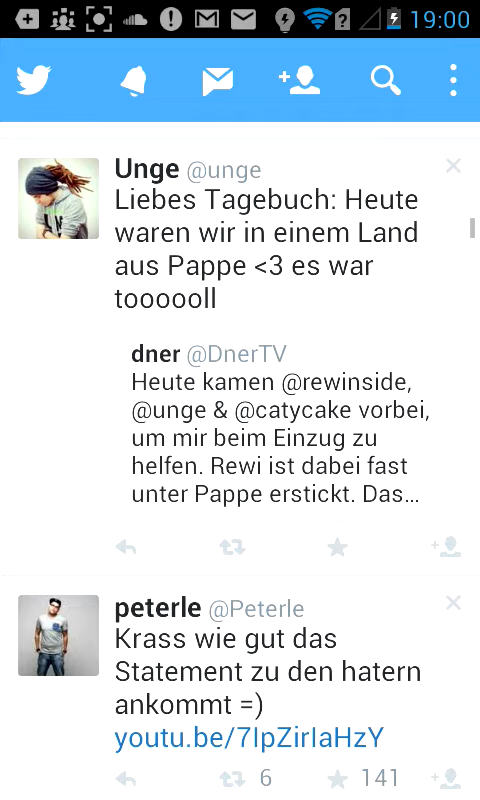 19:00
Unge @unge
Liebes Tagebuch: Heute
waren wir in einem Land
aus Pappe <3 es war
toooooll
dner @DnerTV
Heute kamen @rewinside,
@unge & @catycake vorbei,
um mir beim Einzug zu
helfen. Rewi ist dabei fast
unter Pappe erstickt. Das...
peterle @Peterle
Krass wie gut das
Statement zu den hatern
ankommt =)
youtu.be/7IpZirIaHzY
6 141